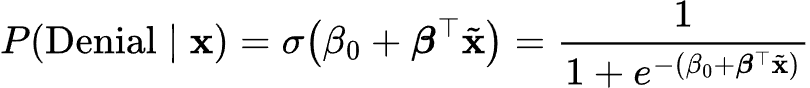 P(Denial | 𝐱) = σ(β₀ + 𝛃^⊤ 𝐱̃) = 1 / (1 + e^{−(β₀+𝛃^⊤𝐱̃)})